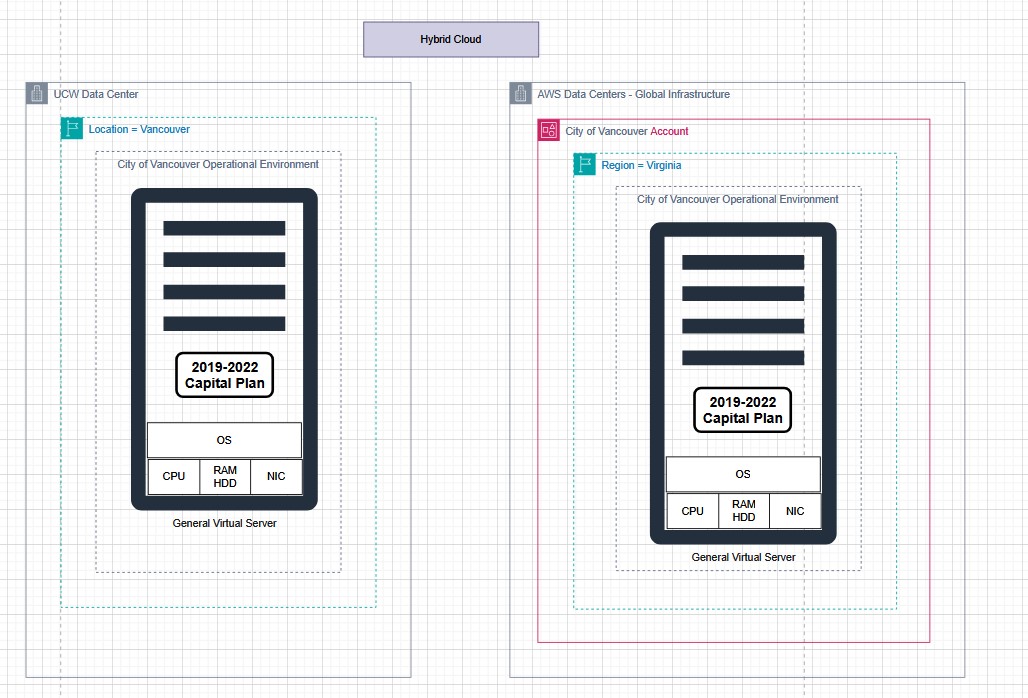 Hybrid Cloud
UCW Data Center
Location = Vancouver
City of Vancouver Operational Environment
2019-2022
Capital Plan
OS
CPU
RAM
HDD
NIC
General Virtual Server
AWS Data Centers - Global Infrastructure
City of Vancouver Account
Region = Virginia
City of Vancouver Operational Environment
2019-2022
Capital Plan
OS
CPU
RAM
HDD
NIC
General Virtual Server